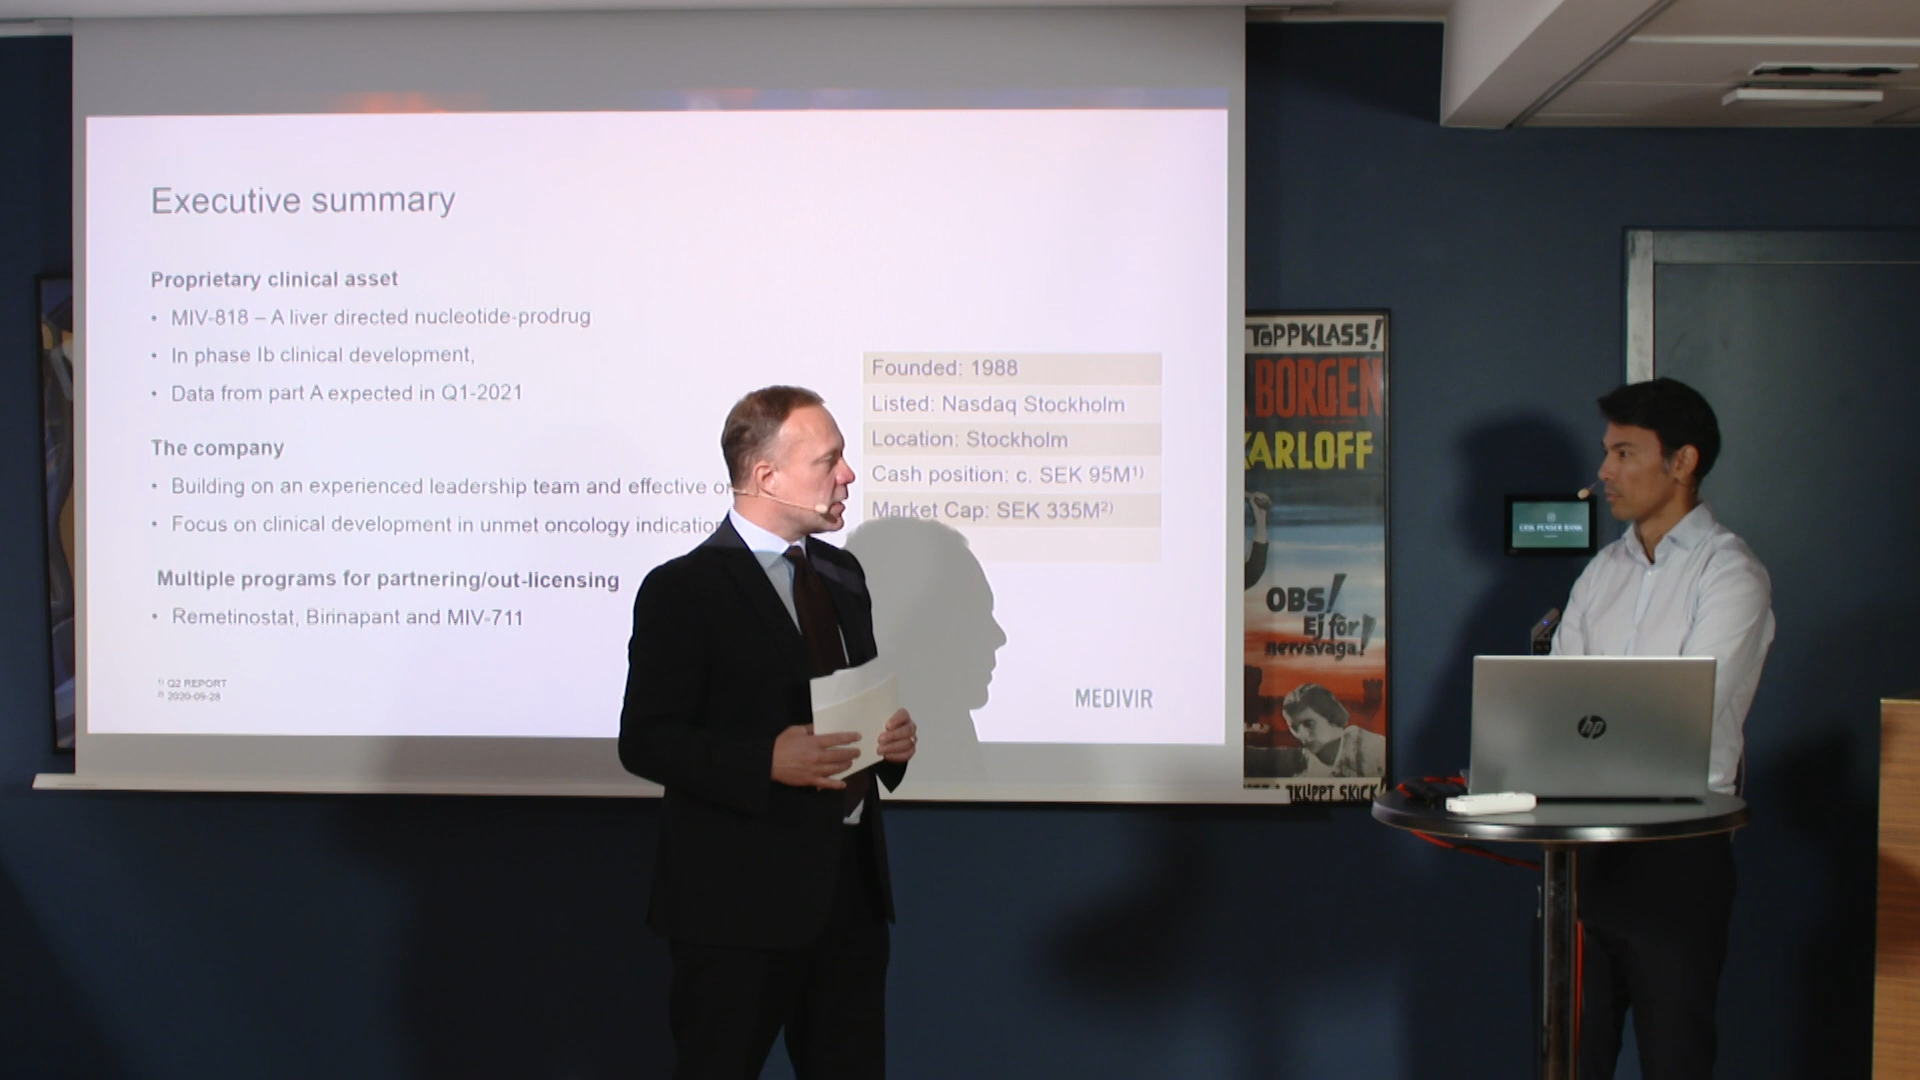 Executive summary
Proprietary clinical asset
• MIV-818 – A liver directed nucleotide-prodrug
• In phase Ib clinical development,
• Data from part A expected in Q1-2021
The company
• Building on an experienced leadership team and effective
• Focus on clinical development in unmet oncology
Multiple programs for partnering/out-licensing
• Remetinostat, Birinapant and MIV-711
1) Q2 REPORT
2) 2020-09-28
Founded: 1988
Listed: Nasdaq Stockholm
Location: Stockholm
Cash position: c. SEK 95M1)
Market Cap: SEK 335M2)
MEDIVIR
TOPPKLASS!
BORGEN
KARLOFF
OBS!
Ej för
nervsvaga!
SKICK
ERIK PENSER BANK
hp